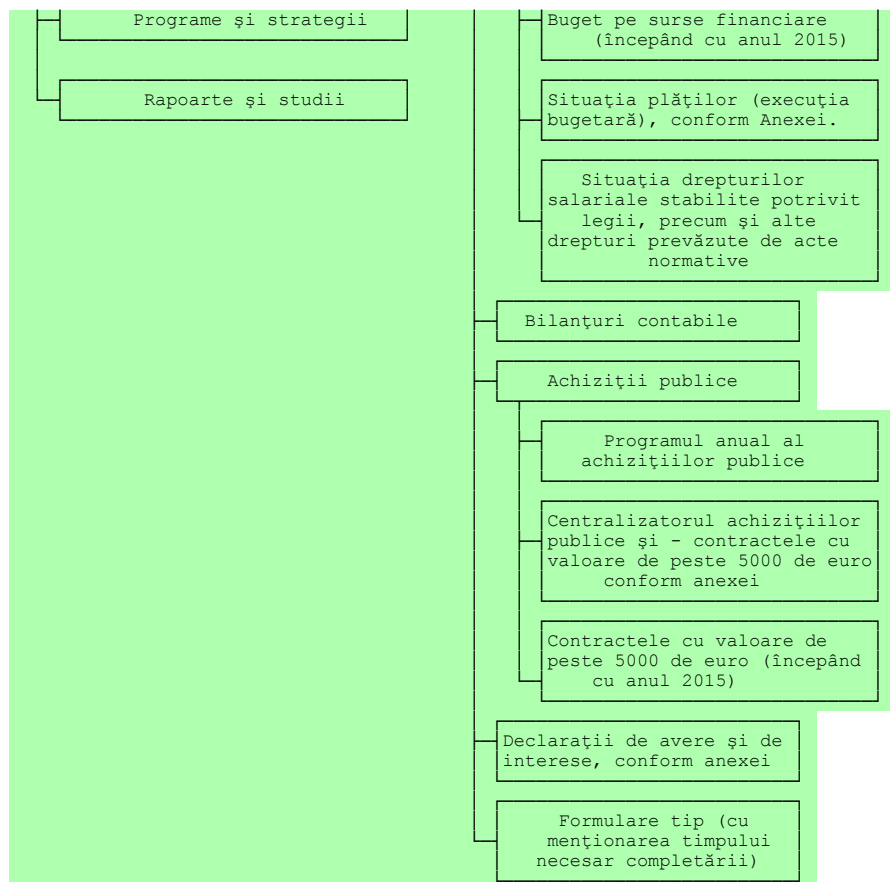 Programe şi strategii
Rapoarte şi studii
Buget pe surse financiare
(începând cu anul 2015)
Situaţia plăţilor (execuţia
bugetară), conform Anexei.
Situaţia drepturilor
salariale stabilite potrivit
legii, precum şi alte
drepturi prevăzute de acte
normative
Bilanţuri contabile
Achiziţii publice
Programul anual al
achiziţiilor publice
Centralizatorul achiziţiilor
publice şi - contractele cu
valoare de peste 5000 de euro
conform anexei
Contractele cu valoare de
peste 5000 de euro (începând
cu anul 2015)
Declaraţii de avere şi de
interese, conform anexei
Formulare tip (cu
menţionarea timpului
necesar completării)